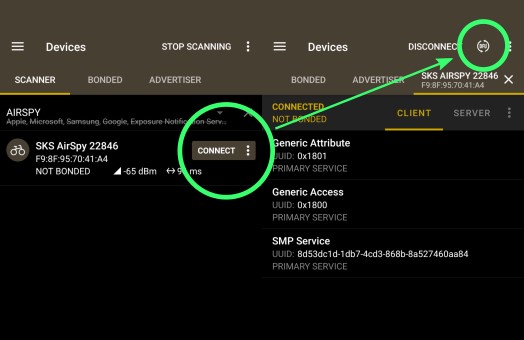 Devices
STOP SCANNING
SCANNER
BONDED
ADVERTISER
AIRSPY
Apple, Microsoft, Samsung, Google, Exposure Notification Serv...
SKS AirSpy 22846
F9:8F:95:70:41:A4
NOT BONDED
-65 dBm
ms
CONNECT
Devices
DISCONNECT
DFU
BONDED
ADVERTISER
SKS AIRSPY 22846
F9:8F:95:70:41:A4
CONNECTED
NOT BONDED
CLIENT
SERVER
Generic Attribute
UUID: 0x1801
PRIMARY SERVICE
Generic Access
UUID: 0x1800
PRIMARY SERVICE
SMP Service
UUID: 8d53dc1d-1db7-4cd3-868b-8a527460aa84
PRIMARY SERVICE